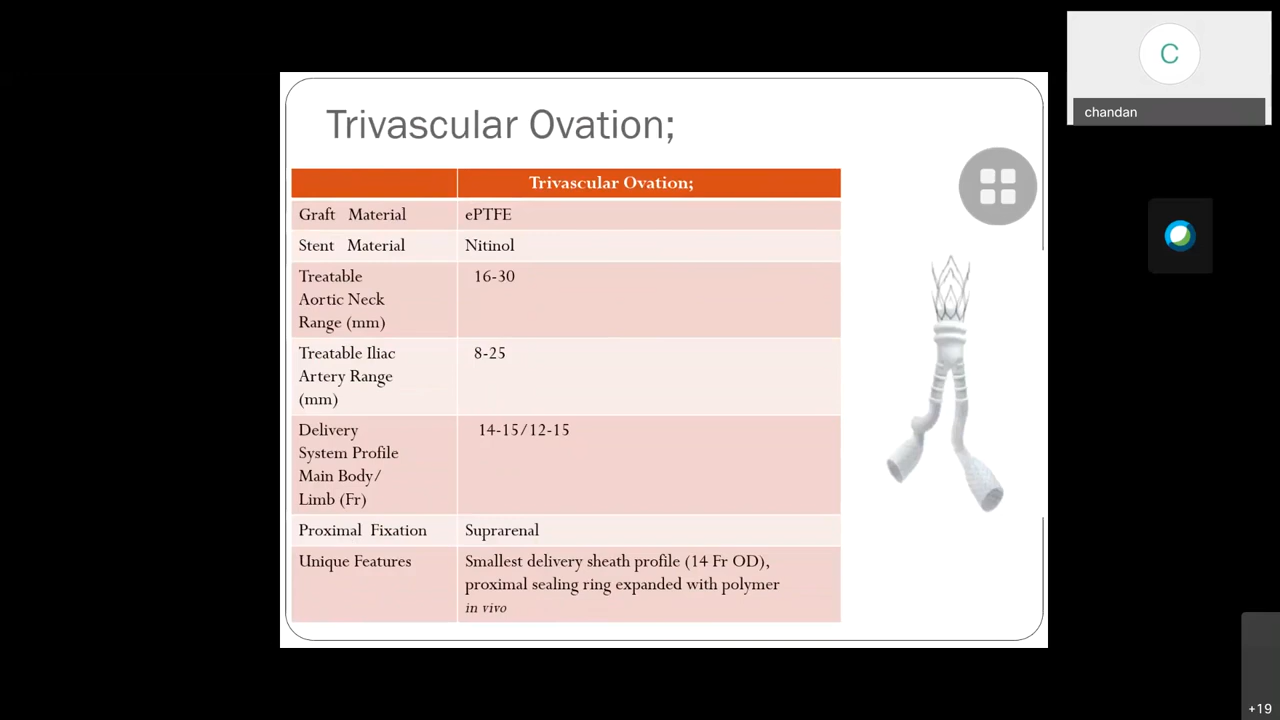 Trivascular Ovation;
Trivascular Ovation;
Graft Material
ePTFE
Stent Material
Nitinol
Treatable
Aortic Neck
Range (mm)
16-30
Treatable Iliac
Artery Range
(mm)
8-25
Delivery
System Profile
Main Body/
Limb (Fr)
14-15/12-15
Proximal Fixation
Suprarenal
Unique Features
Smallest delivery sheath profile (14 Fr OD),
proximal sealing ring expanded with polymer
in vivo
C
chandan
+19